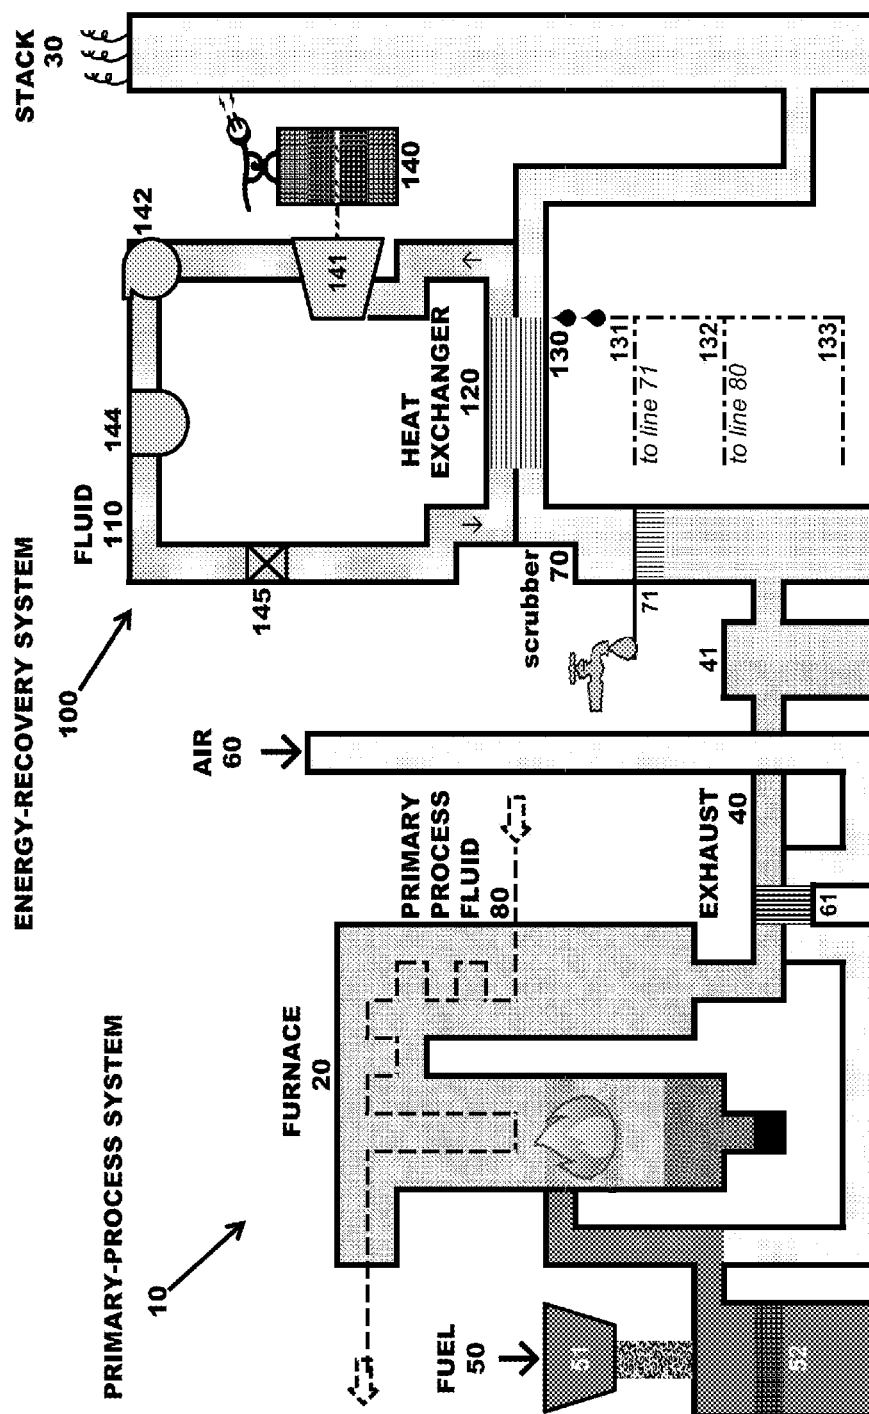 PRIMARY-PROCESS SYSTEM
10
ENERGY-RECOVERY SYSTEM
100
STACK
30
FLUID
110
144
142
145
141
140
HEAT
EXCHANGER
120
AIR
60
FURNACE
20
PRIMARY
PROCESS
FLUID
80
FUEL
50
51
52
EXHAUST
40
61
41
scrubber
70
71
130
131
to line 71
132
to line 80
133